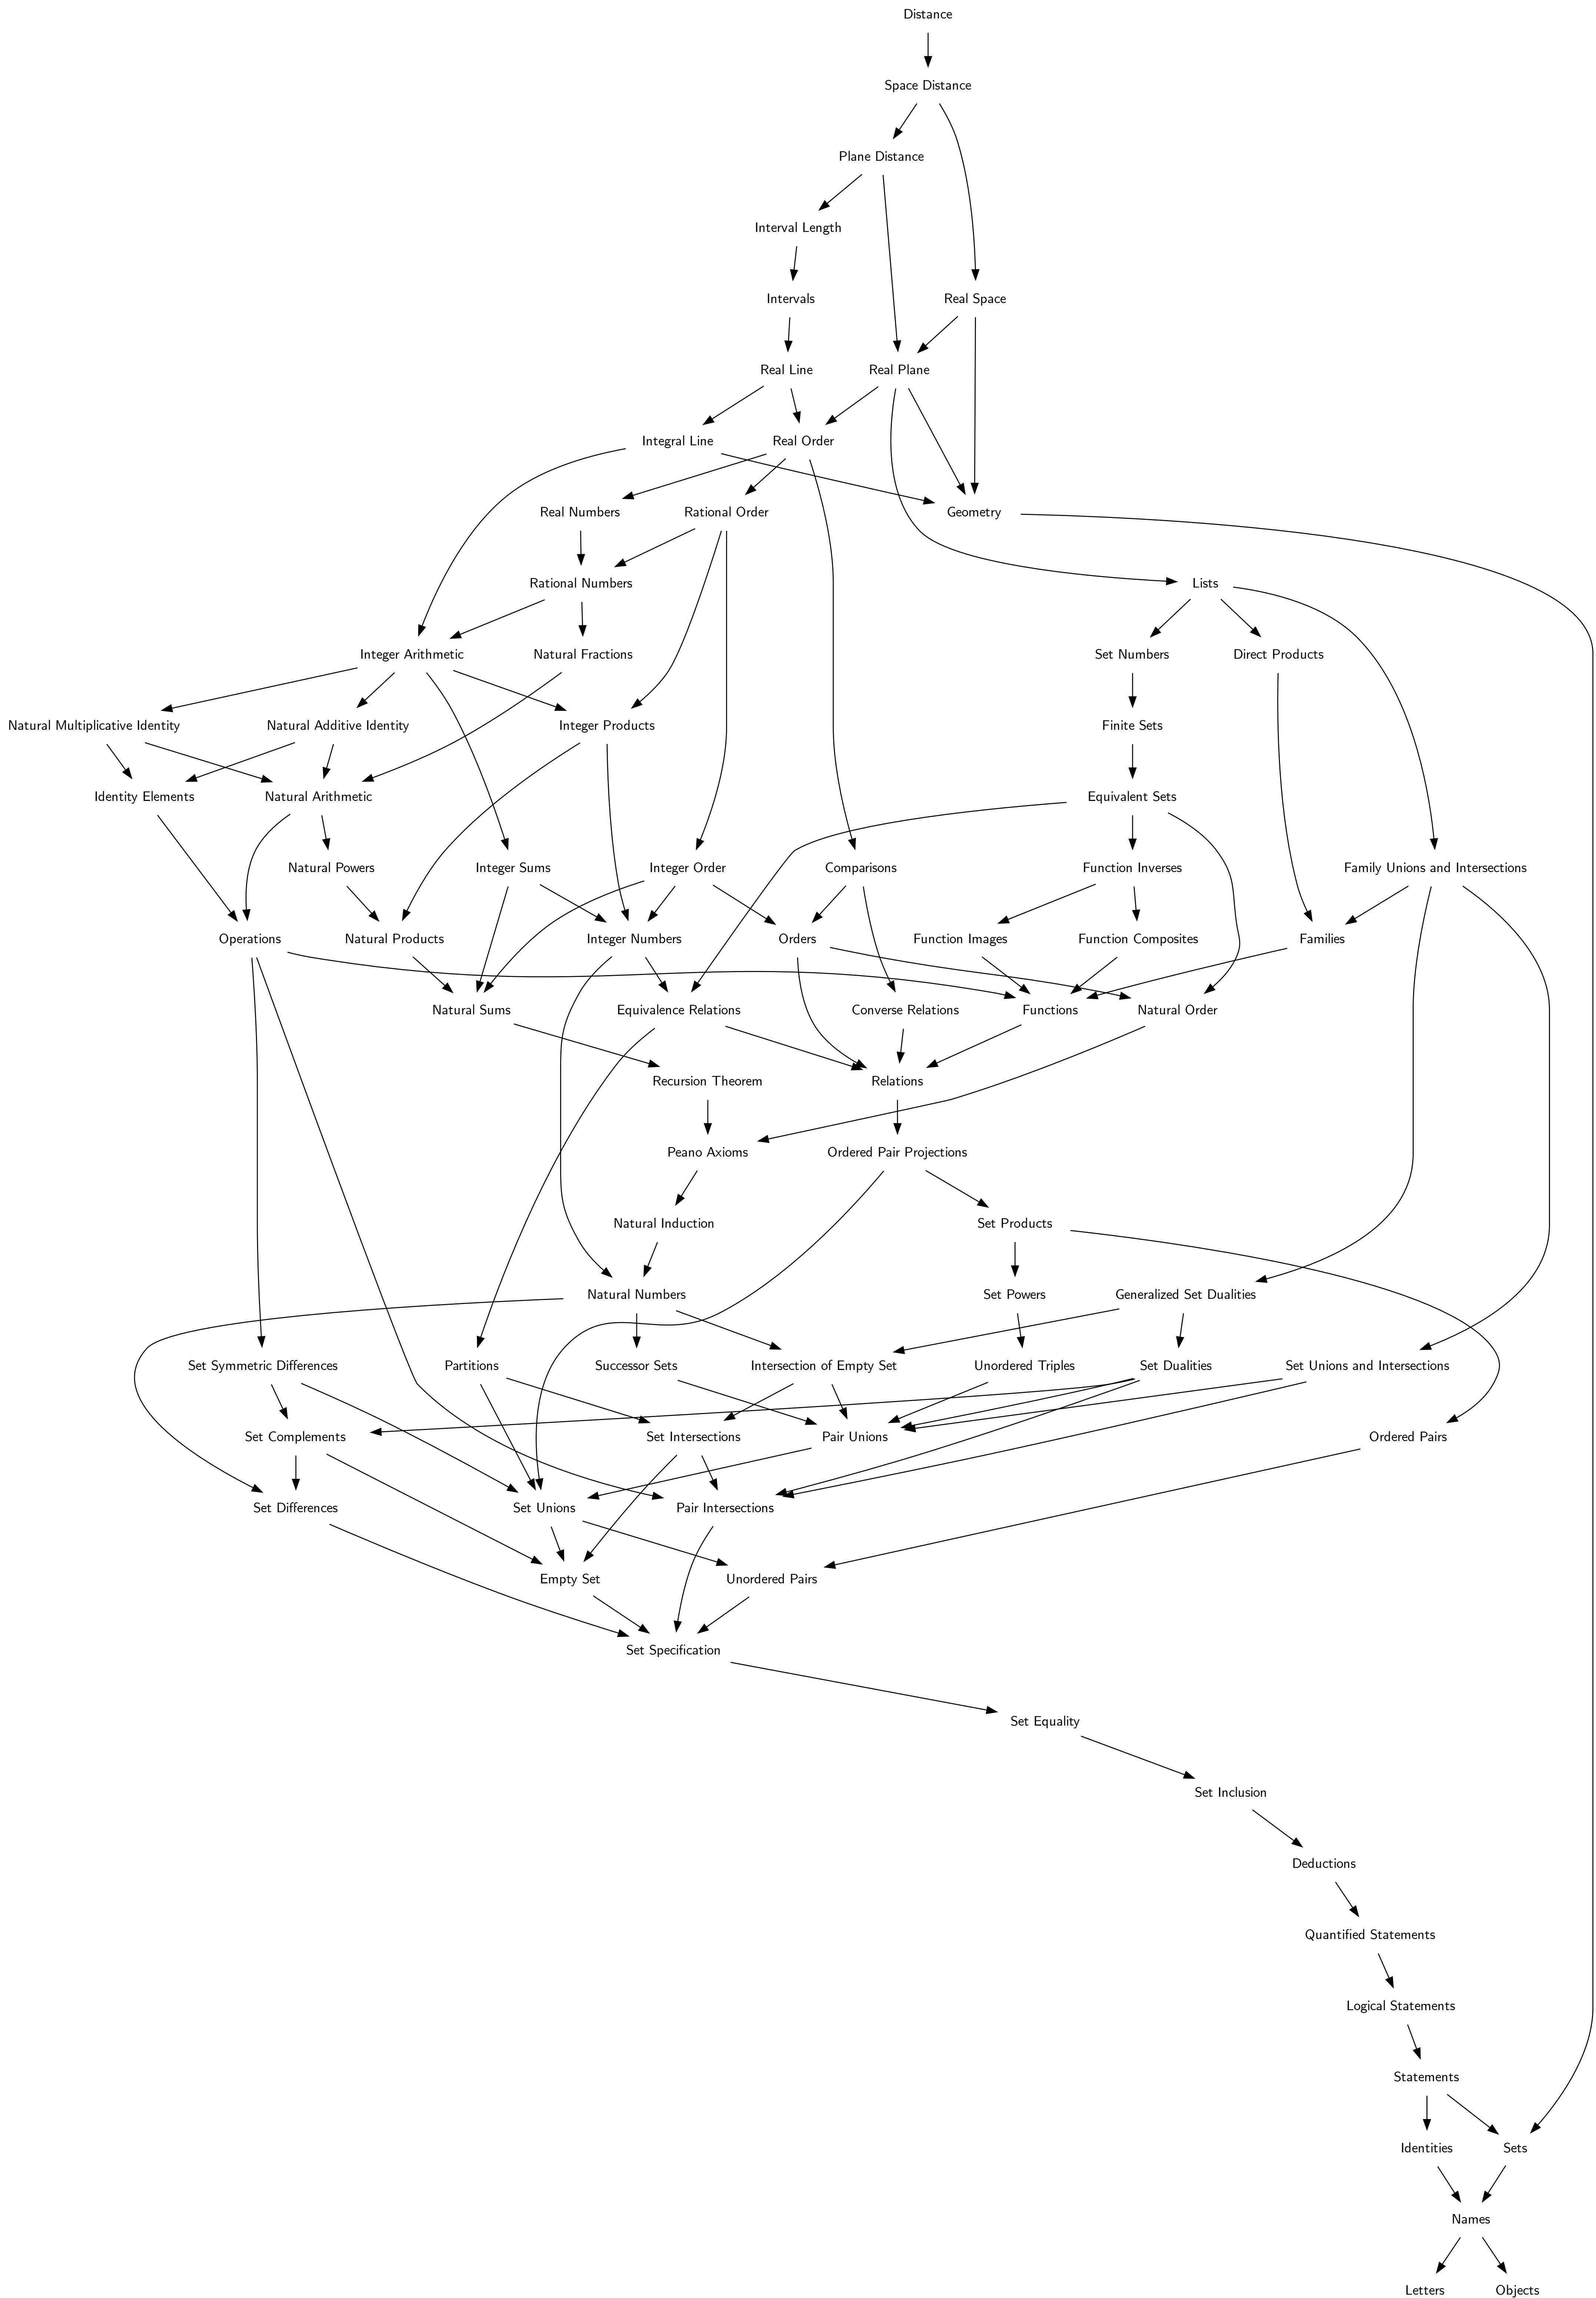 Distance
Space Distance
Plane Distance
Interval Length
Intervals
Real Space
Real Line
Real Plane
Integral Line
Real Order
Real Numbers
Rational Order
Geometry
Rational Numbers
Lists
Integer Arithmetic
Natural Fractions
Set Numbers
Direct Products
Natural Multiplicative Identity
Natural Additive Identity
Integer Products
Finite Sets
Identity Elements
Natural Arithmetic
Equivalent Sets
Natural Powers
Integer Sums
Integer Order
Comparisons
Function Inverses
Family Unions and Intersections
Operations
Natural Products
Integer Numbers
Orders
Function Images
Function Composites
Families
Natural Sums
Equivalence Relations
Converse Relations
Functions
Natural Order
Recursion Theorem
Relations
Peano Axioms
Ordered Pair Projections
Natural Induction
Set Products
Natural Numbers
Set Powers
Generalized Set Dualities
Set Symmetric Differences
Partitions
Successor Sets
Intersection of Empty Set
Unordered Triples
Set Dualities
Set Unions and Intersections
Set Complements
Set Intersections
Pair Unions
Ordered Pairs
Set Differences
Set Unions
Pair Intersections
Empty Set
Unordered Pairs
Set Specification
Set Equality
Set Inclusion
Deductions
Quantified Statements
Logical Statements
Statements
Identities
Sets
Names
Letters
Objects